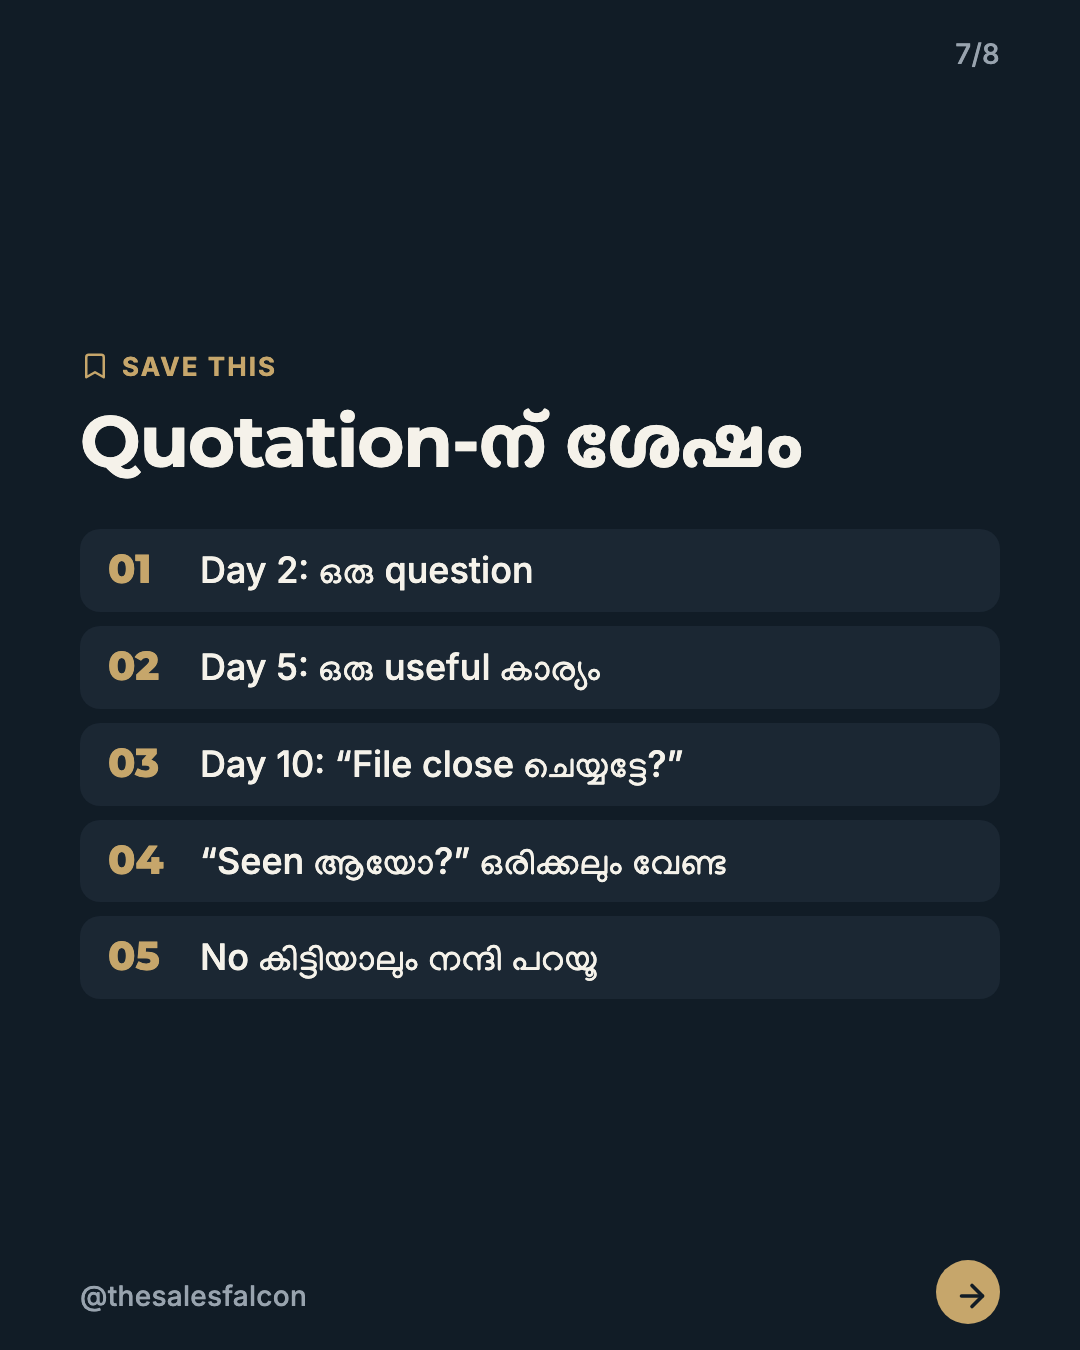 7/8
SAVE THIS
Quotation-ന് ശേഷം
01 Day 2: ഒരു question
02 Day 5: ഒരു useful കാര്യം
03 Day 10: “File close ചെയ്യട്ടേ?”
04 “Seen ആയോ?” ഒരിക്കലും വേണ്ട
05 No കിട്ടിയാലും നന്ദി പറയൂ
@thesalesfalcon